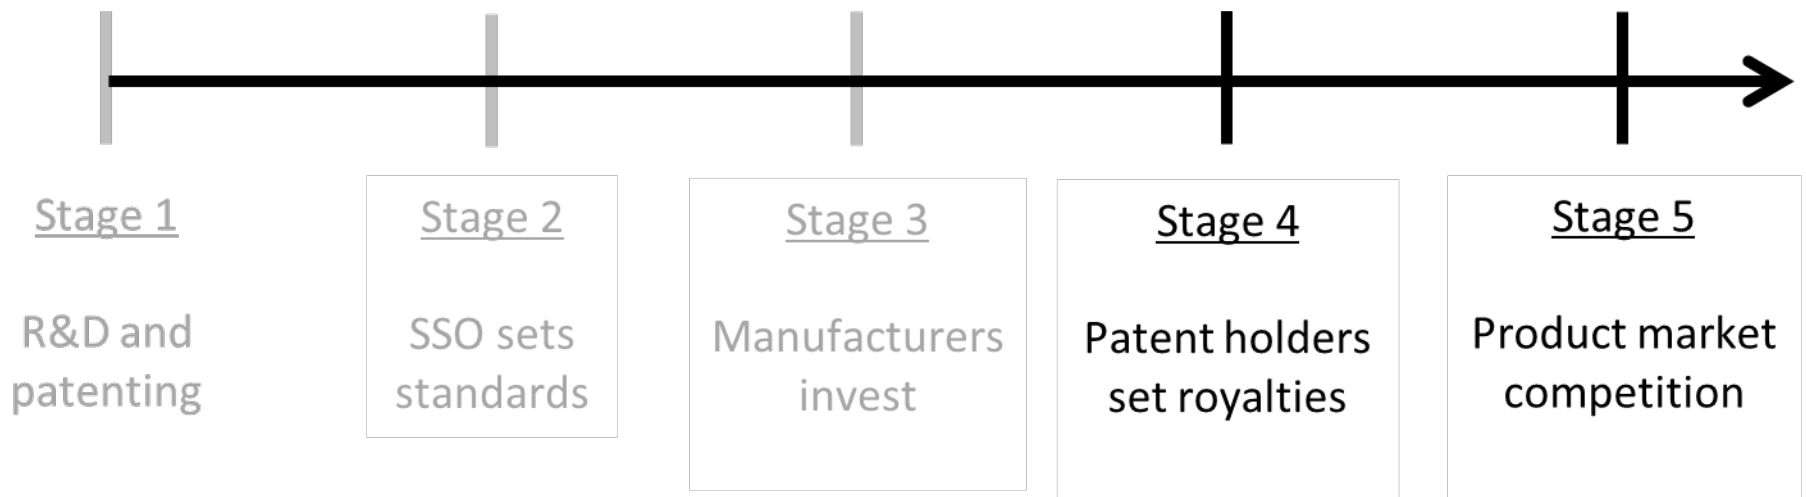 Stage 1
R&D and
patenting
Stage 2
SSO sets
standards
Stage 3
Manufacturers
invest
Stage 4
Patent holders
set royalties
Stage 5
Product market
competition